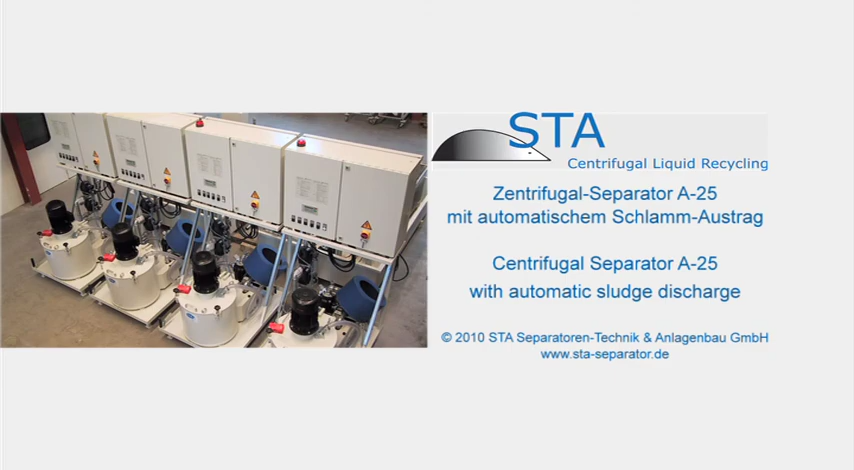 STA
Centrifugal Liquid Recycling
Zentrifugal-Separator A-25
mit automatischem Schlamm-Austrag
Centrifugal Separator A-25
with automatic sludge discharge
© 2010 STA Separatoren-Technik & Anlagenbau GmbH
www.sta-separator.de